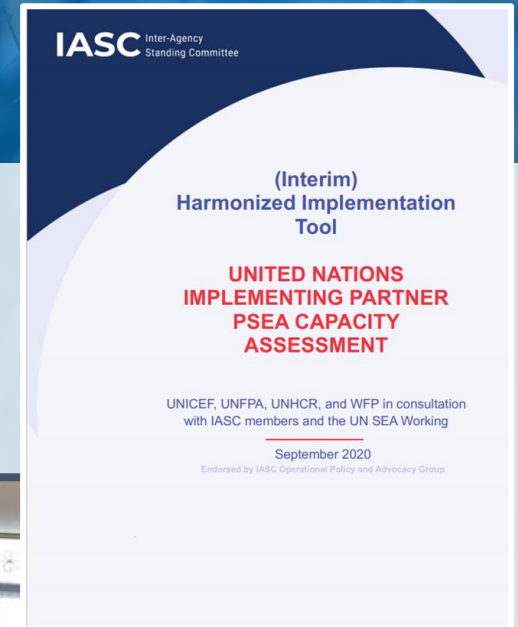 IASC Inter-Agency
Standing Committee
(Interim)
Harmonized Implementation
Tool
UNITED NATIONS
IMPLEMENTING PARTNER
PSEA CAPACITY
ASSESSMENT
UNICEF, UNFPA, UNHCR, and WFP in consultation
with IASC members and the UN SEA Working
September 2020
Endorsed by IASC Operational Policy and Advocacy Group